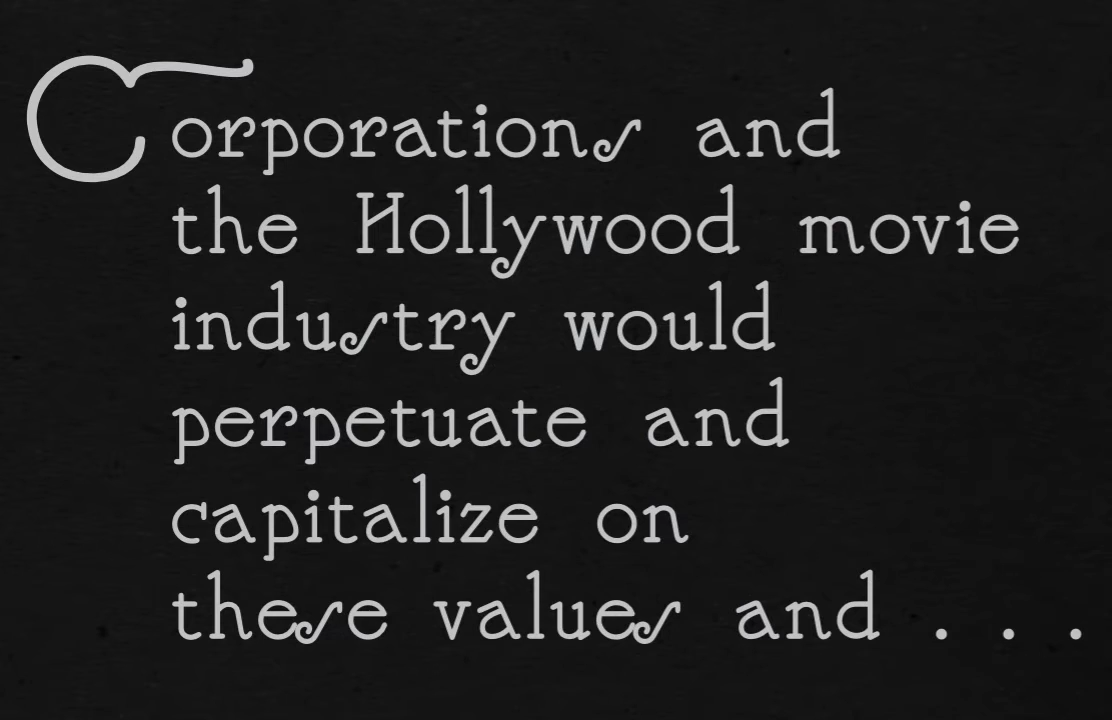 Corporations and
the Hollywood movie
industry would
perpetuate and
capitalize on
these values and . . .